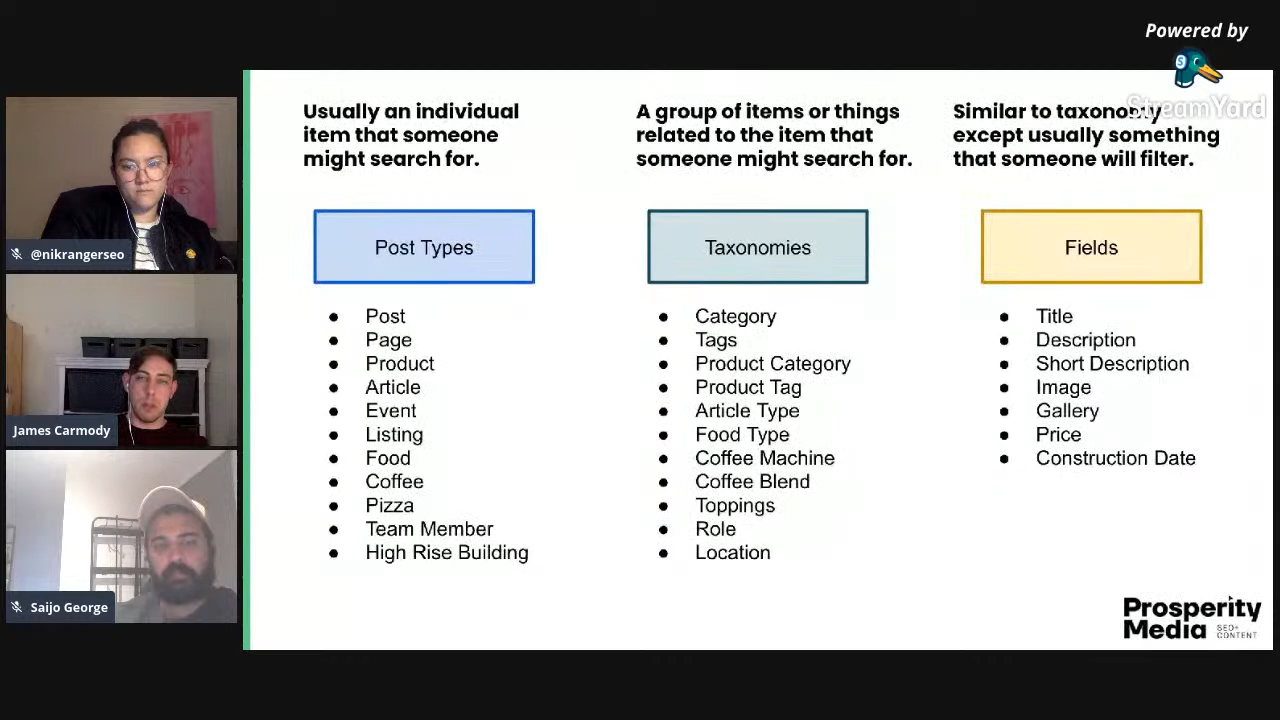 Powered by
StreamYard
Usually an individual
item that someone
might search for.
A group of items or things
related to the item that
someone might search for.
Similar to taxonomy
except usually something
that someone will filter.
Post Types
Taxonomies
Fields
Post
Page
Product
Article
Event
Listing
Food
Coffee
Pizza
Team Member
High Rise Building
Category
Tags
Product Category
Product Tag
Article Type
Food Type
Coffee Machine
Coffee Blend
Toppings
Role
Location
Title
Description
Short Description
Image
Gallery
Price
Construction Date
@nikrangerseo
James Carmody
Saijo George
Prosperity
Media
SEO+
CONTENT